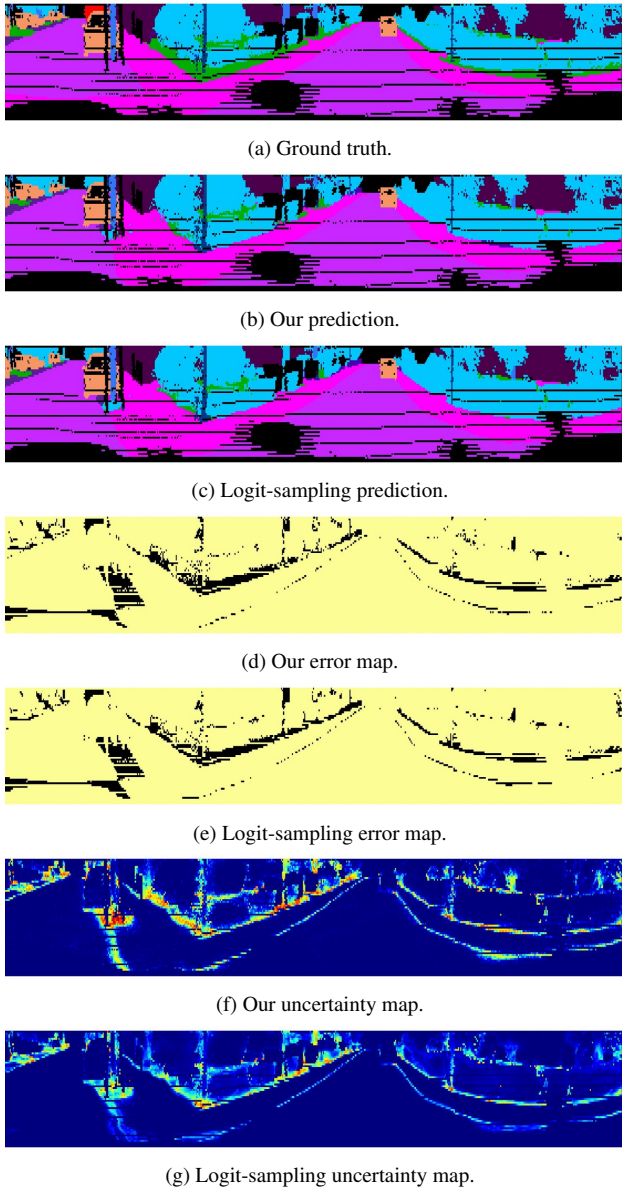 (a) Ground truth.
(b) Our prediction.
(c) Logit-sampling prediction.
(d) Our error map.
(e) Logit-sampling error map.
(f) Our uncertainty map.
(g) Logit-sampling uncertainty map.